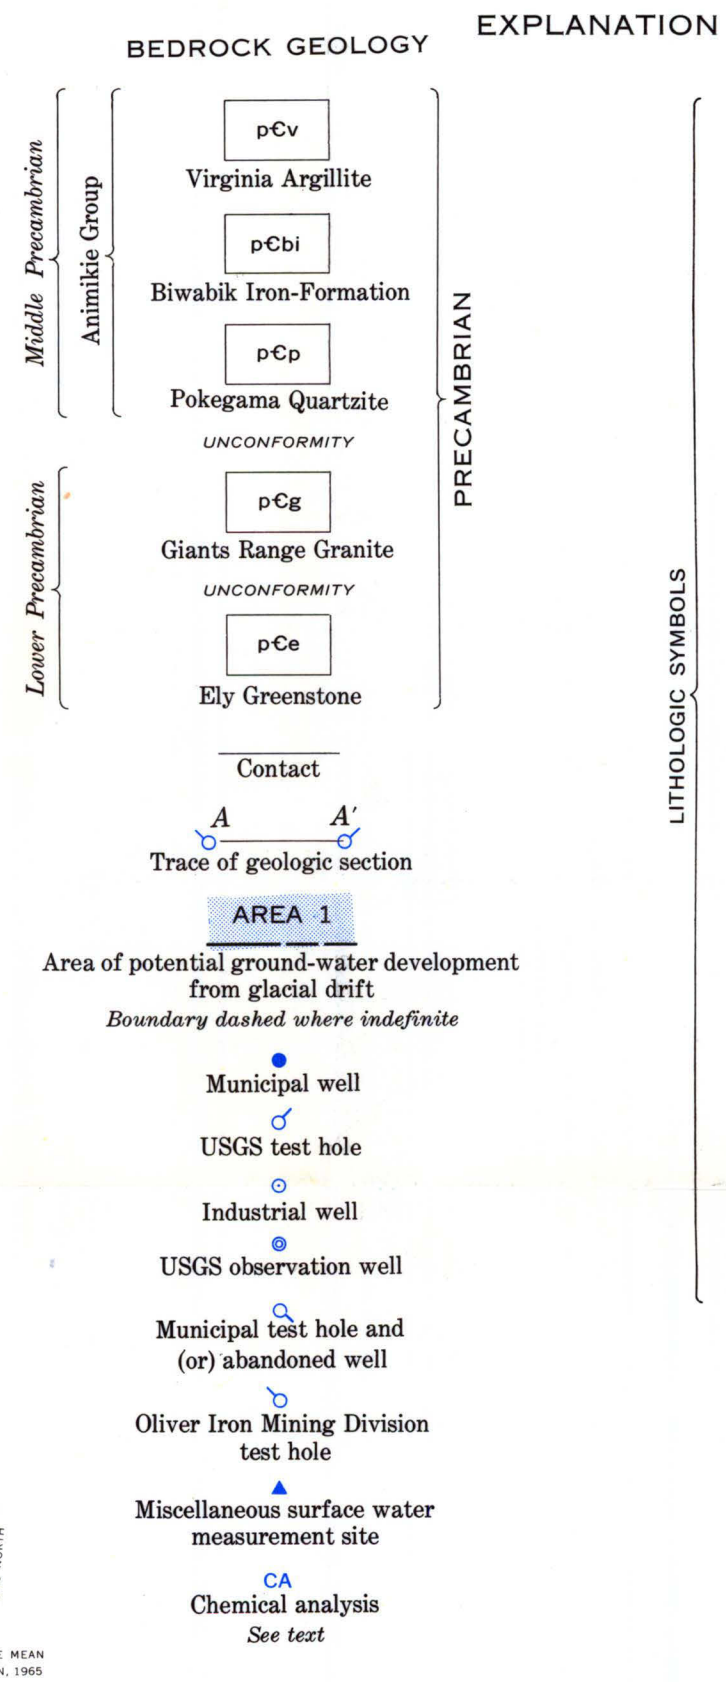 EXPLANATION
BEDROCK GEOLOGY
Middle Precambrian
Animikie Group
p€v
Virginia Argillite
p€bi
Biwabik Iron-Formation
p€p
Pokegama Quartzite
UNCONFORMITY
Lower Precambrian
p€g
Giants Range Granite
UNCONFORMITY
p€e
Ely Greenstone
PRECAMBRIAN
LITHOLOGIC SYMBOLS
Contact
A A′
Trace of geologic section
AREA 1
Area of potential ground-water development
from glacial drift
Boundary dashed where indefinite
Municipal well
USGS test hole
Industrial well
USGS observation well
Municipal test hole and
(or) abandoned well
Oliver Iron Mining Division
test hole
Miscellaneous surface water
measurement site
CA
Chemical analysis
See text
MEAN
1965